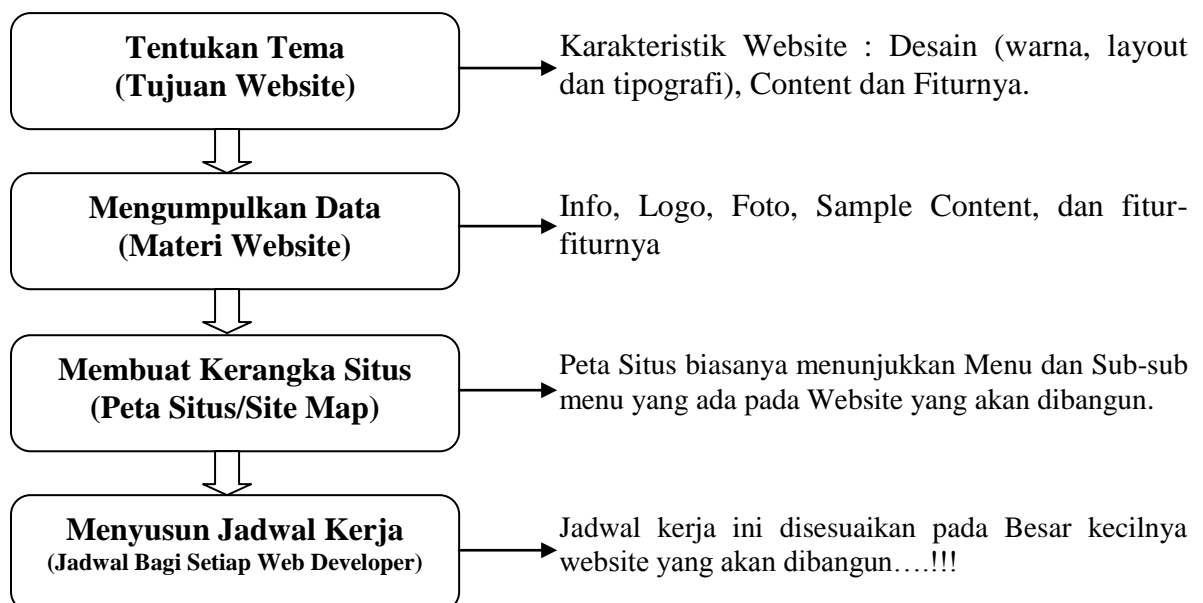 Tentukan Tema
(Tujuan Website)
Karakteristik Website : Desain (warna, layout
dan tipografi), Content dan Fiturnya.
Mengumpulkan Data
(Materi Website)
Info, Logo, Foto, Sample Content, dan fitur-
fiturnya
Membuat Kerangka Situs
(Peta Situs/Site Map)
Peta Situs biasanya menunjukkan Menu dan Sub-sub
menu yang ada pada Website yang akan dibangun.
Menyusun Jadwal Kerja
(Jadwal Bagi Setiap Web Developer)
Jadwal kerja ini disesuaikan pada Besar kecilnya
website yang akan dibangun….!!!